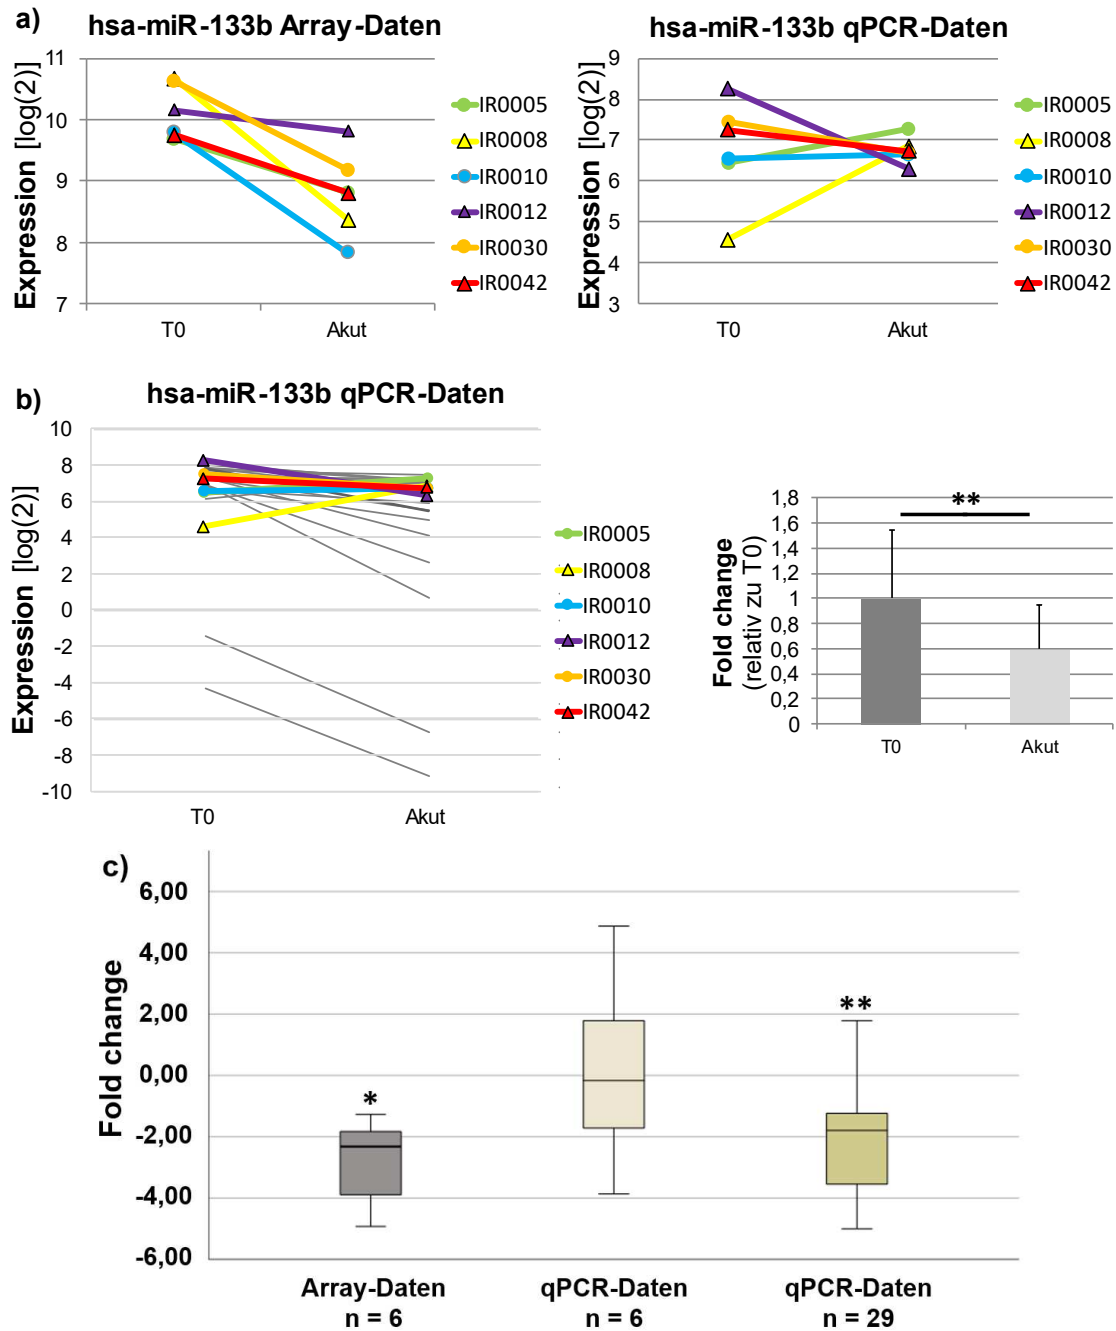 a)
hsa-miR-133b Array-Daten
Expression [log(2)]
11
10
9
8
7
T0
Akut
IR0005
IR0008
IR0010
IR0012
IR0030
IR0042
hsa-miR-133b qPCR-Daten
Expression [log(2)]
9
8
7
6
5
4
3
T0
Akut
IR0005
IR0008
IR0010
IR0012
IR0030
IR0042
b)
hsa-miR-133b qPCR-Daten
Expression [log(2)]
10
8
6
4
2
0
-2
-4
-6
-8
-10
T0
Akut
IR0005
IR0008
IR0010
IR0012
IR0030
IR0042
Fold change
(relativ zu T0)
1,8
1,6
1,4
1,2
1
0,8
0,6
0,4
0,2
0
**
T0
Akut
c)
Fold change
6,00
4,00
2,00
0,00
-2,00
-4,00
-6,00
*
**
Array-Daten
n = 6
qPCR-Daten
n = 6
qPCR-Daten
n = 29